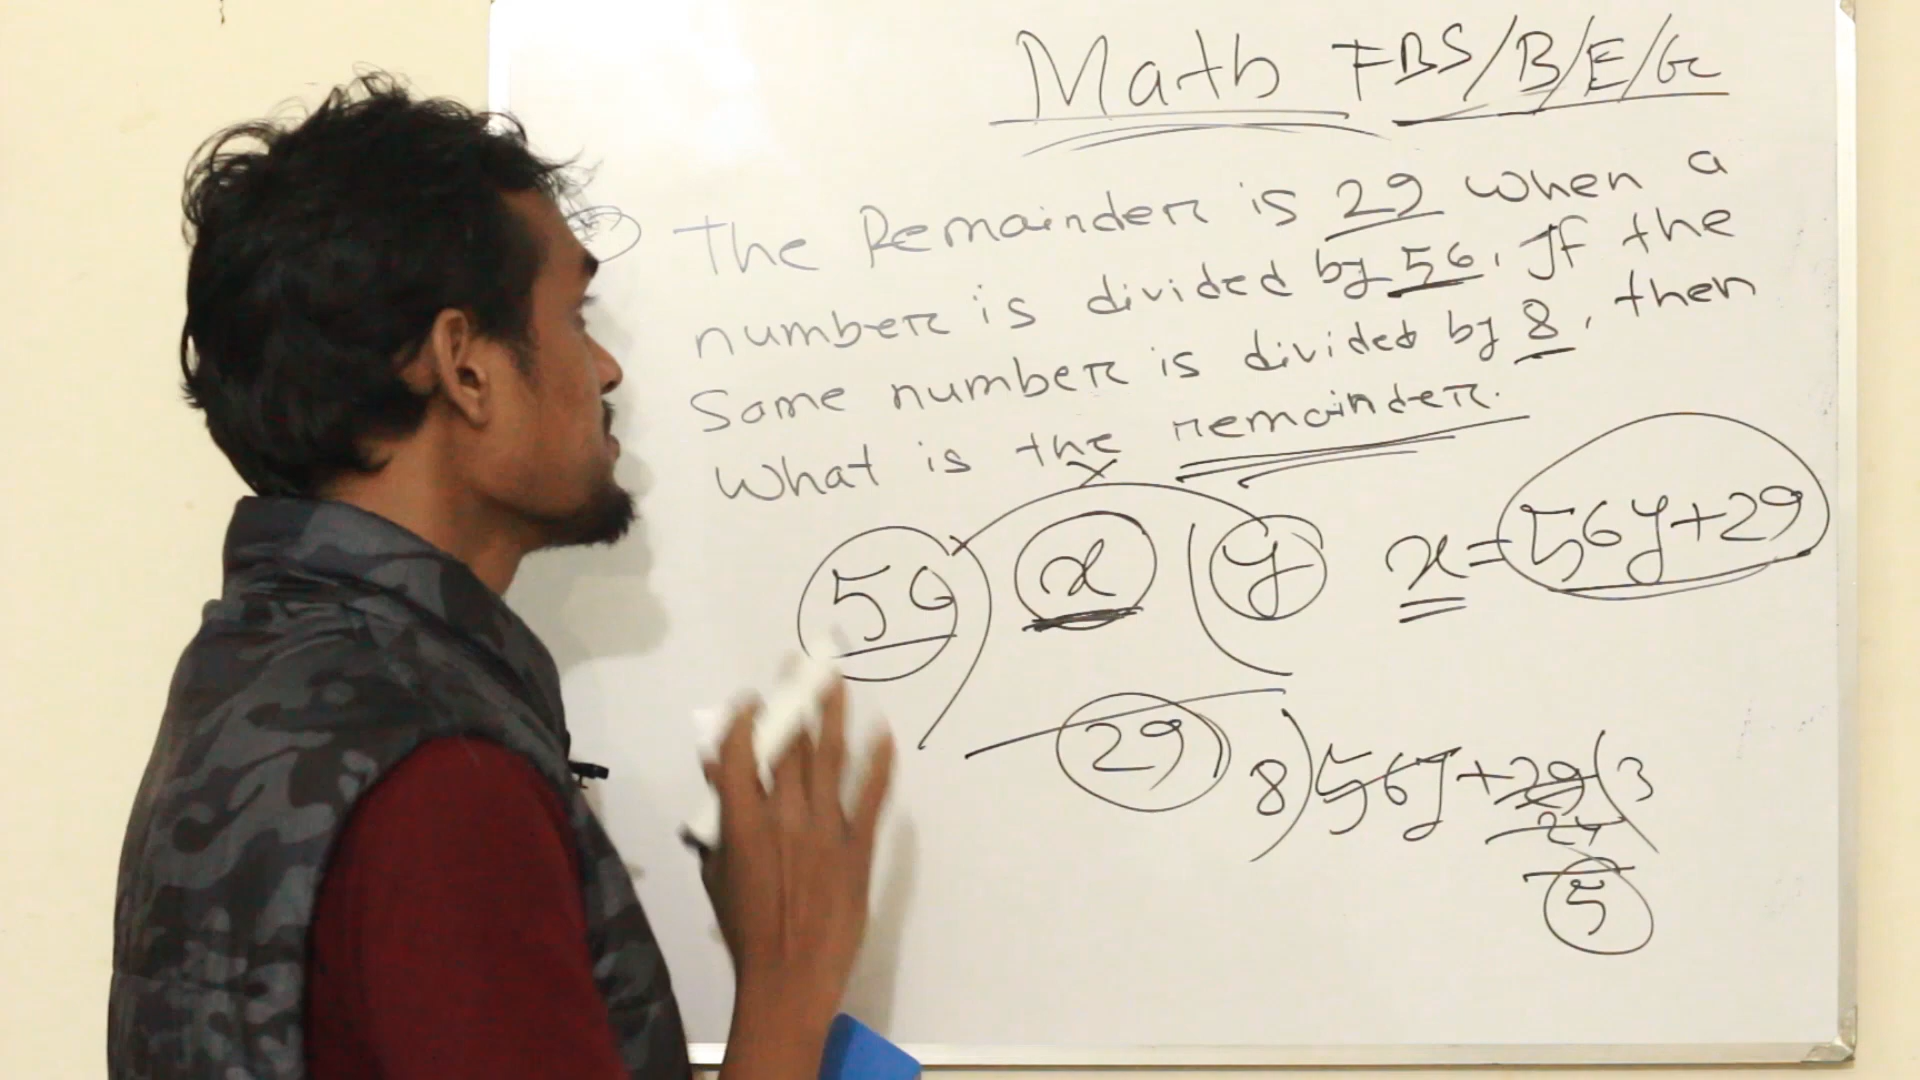 Math FBS/B/E/G
The Remainder is 29 when a
number is divided by 56. If the
Same number is divided by 8, then
What is the remainder.
x
56) x (y x = 56y+29
29
8) 56y + 29 (3
24
5